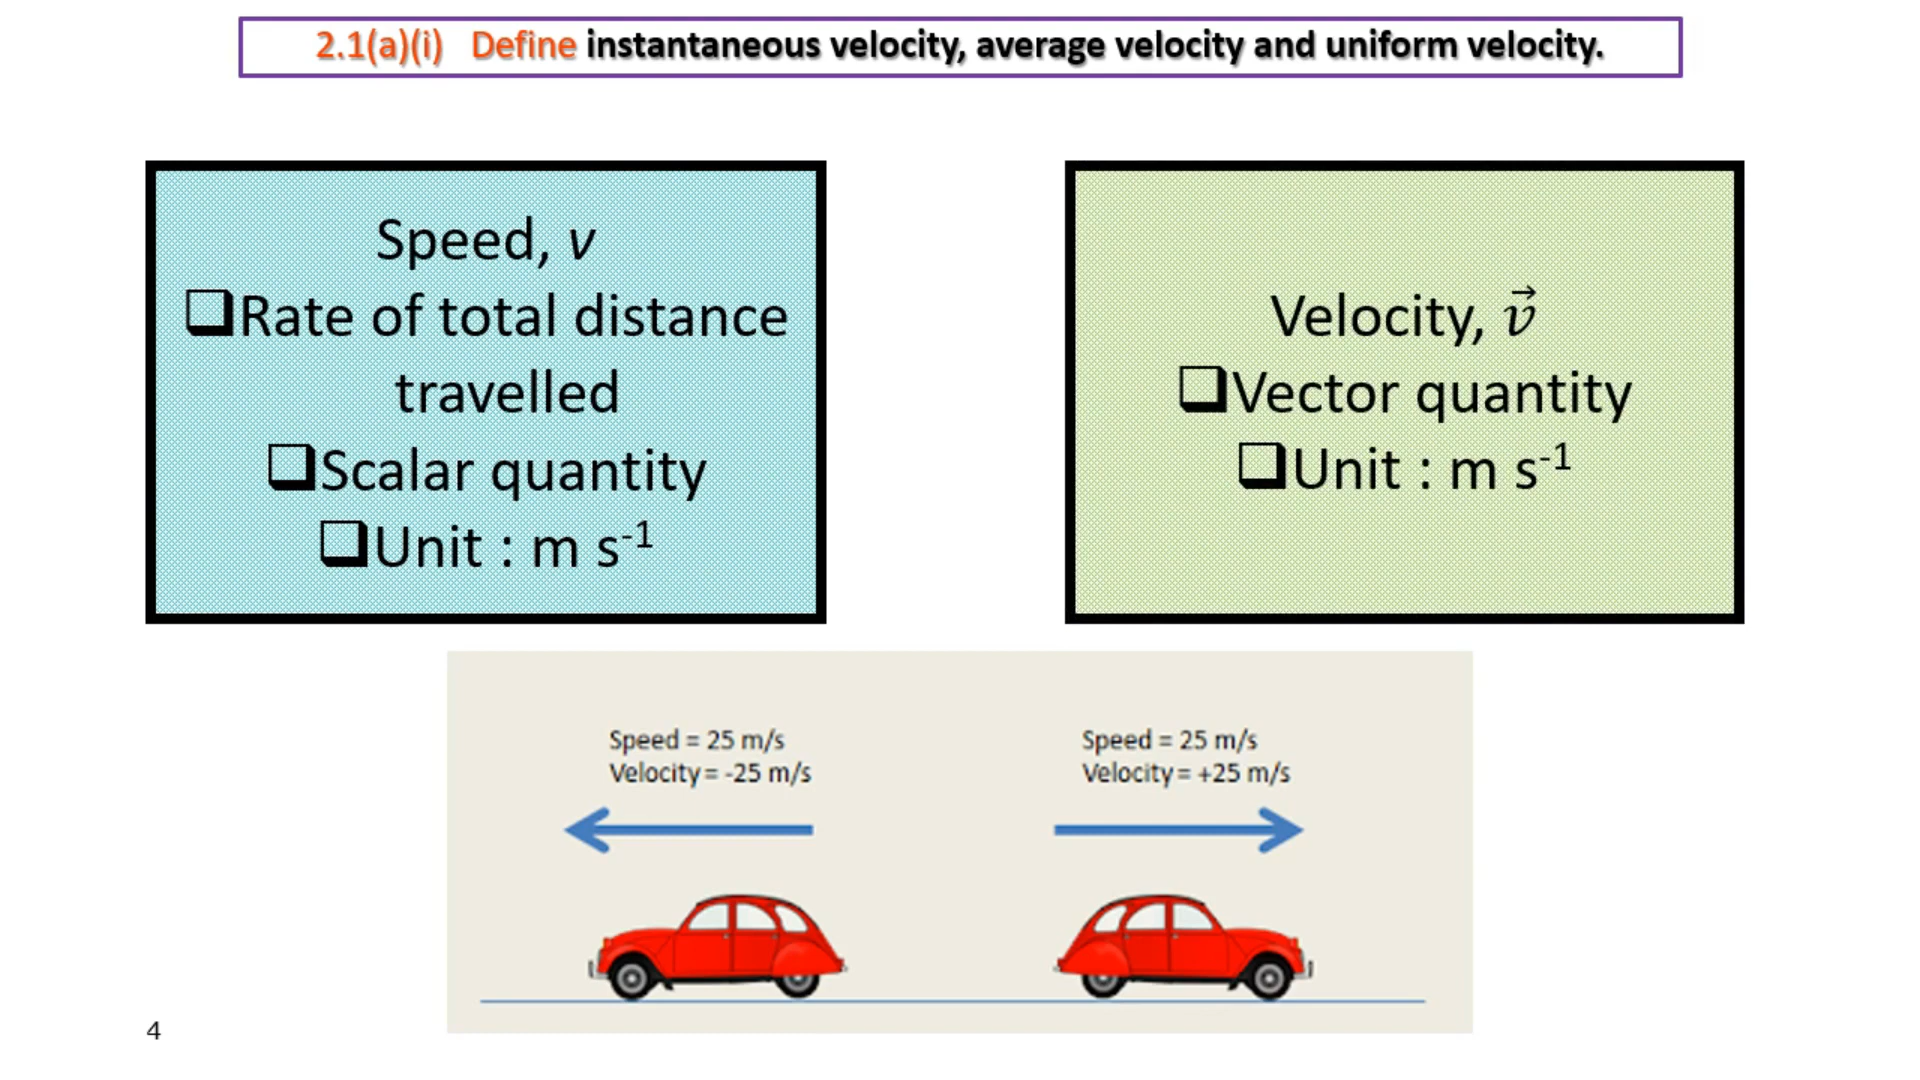 2.1(a)(i) Define instantaneous velocity, average velocity and uniform velocity.
Speed, v
❑Rate of total distance
travelled
❑Scalar quantity
❑Unit : m s⁻¹
Velocity, v⃗
❑Vector quantity
❑Unit : m s⁻¹
Speed = 25 m/s
Velocity = -25 m/s
Speed = 25 m/s
Velocity = +25 m/s
4